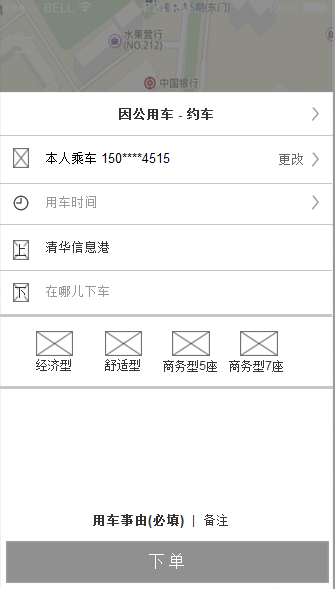 BELL
水果营行
(NO.212)
中国银行
因公用车 - 约车
本人乘车 150****4515
更改
用车时间
上
清华信息港
下
在哪儿下车
经济型 舒适型 商务型5座 商务型7座
用车事由(必填) | 备注
下 单